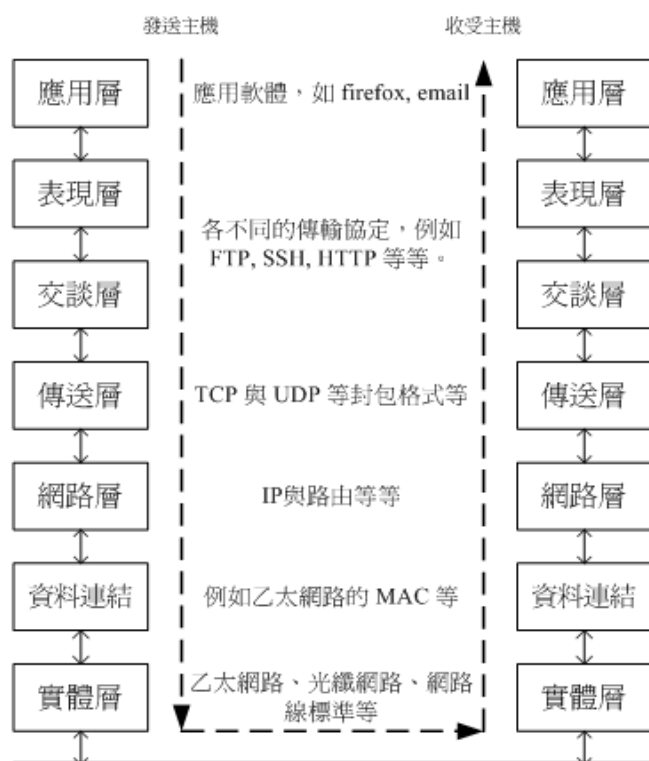 發送主機
收受主機
應用層
應用軟體，如 firefox, email
應用層
表現層
表現層
各不同的傳輸協定，例如
FTP, SSH, HTTP 等等。
交談層
交談層
傳送層
TCP 與 UDP 等封包格式等
傳送層
網路層
IP與路由等等
網路層
資料連結
例如乙太網路的 MAC 等
資料連結
實體層
乙太網路、光纖網路、網路
線標準等
實體層